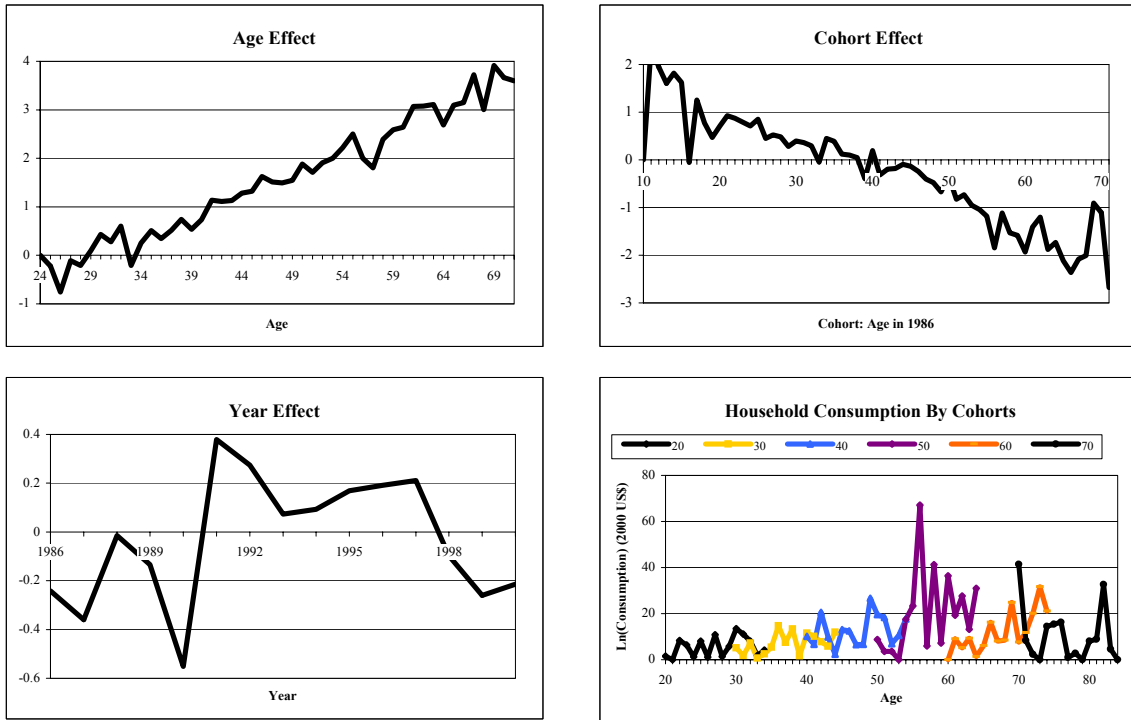 Age Effect
4
3
2
1
0
-1
24 29 34 39 44 49 54 59 64 69
Age
Cohort Effect
2
1
0
-1
-2
-3
10 20 30 40 50 60 70
Cohort: Age in 1986
Year Effect
0.4
0.2
0
-0.2
-0.4
-0.6
1986 1989 1992 1995 1998
Year
Household Consumption By Cohorts
20 30 40 50 60 70
Ln(Consumption) (2000 US$)
80
60
40
20
0
20 30 40 50 60 70 80
Age